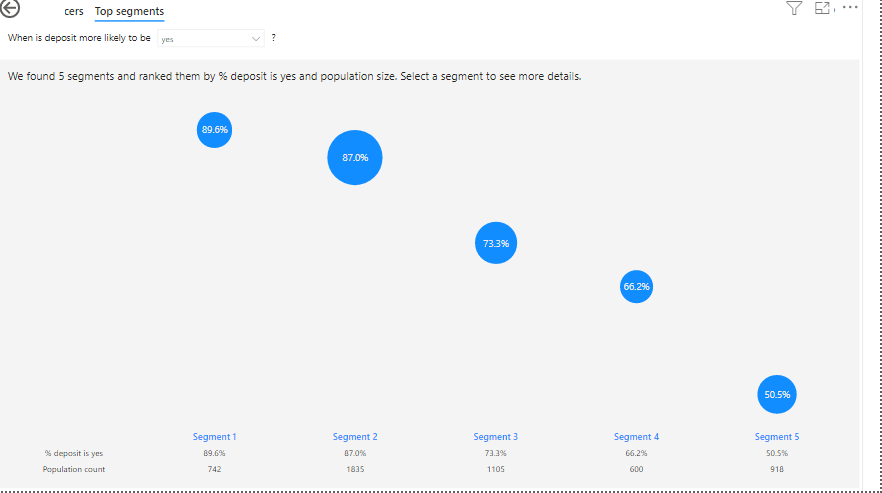 cers Top segments
When is deposit more likely to be yes ?
We found 5 segments and ranked them by % deposit is yes and population size. Select a segment to see more details.
89.6%
87.0%
73.3%
66.2%
50.5%
Segment 1 Segment 2 Segment 3 Segment 4 Segment 5
% deposit is yes 89.6% 87.0% 73.3% 66.2% 50.5%
Population count 742 1835 1105 600 918